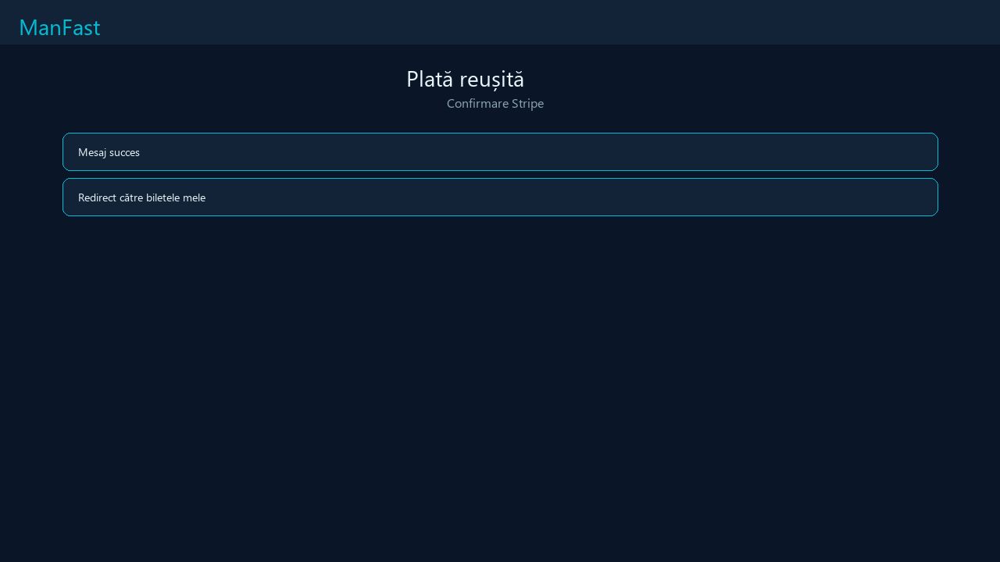 ManFast
Plată reușită
Confirmare Stripe
Mesaj succes
Redirect către biletele mele